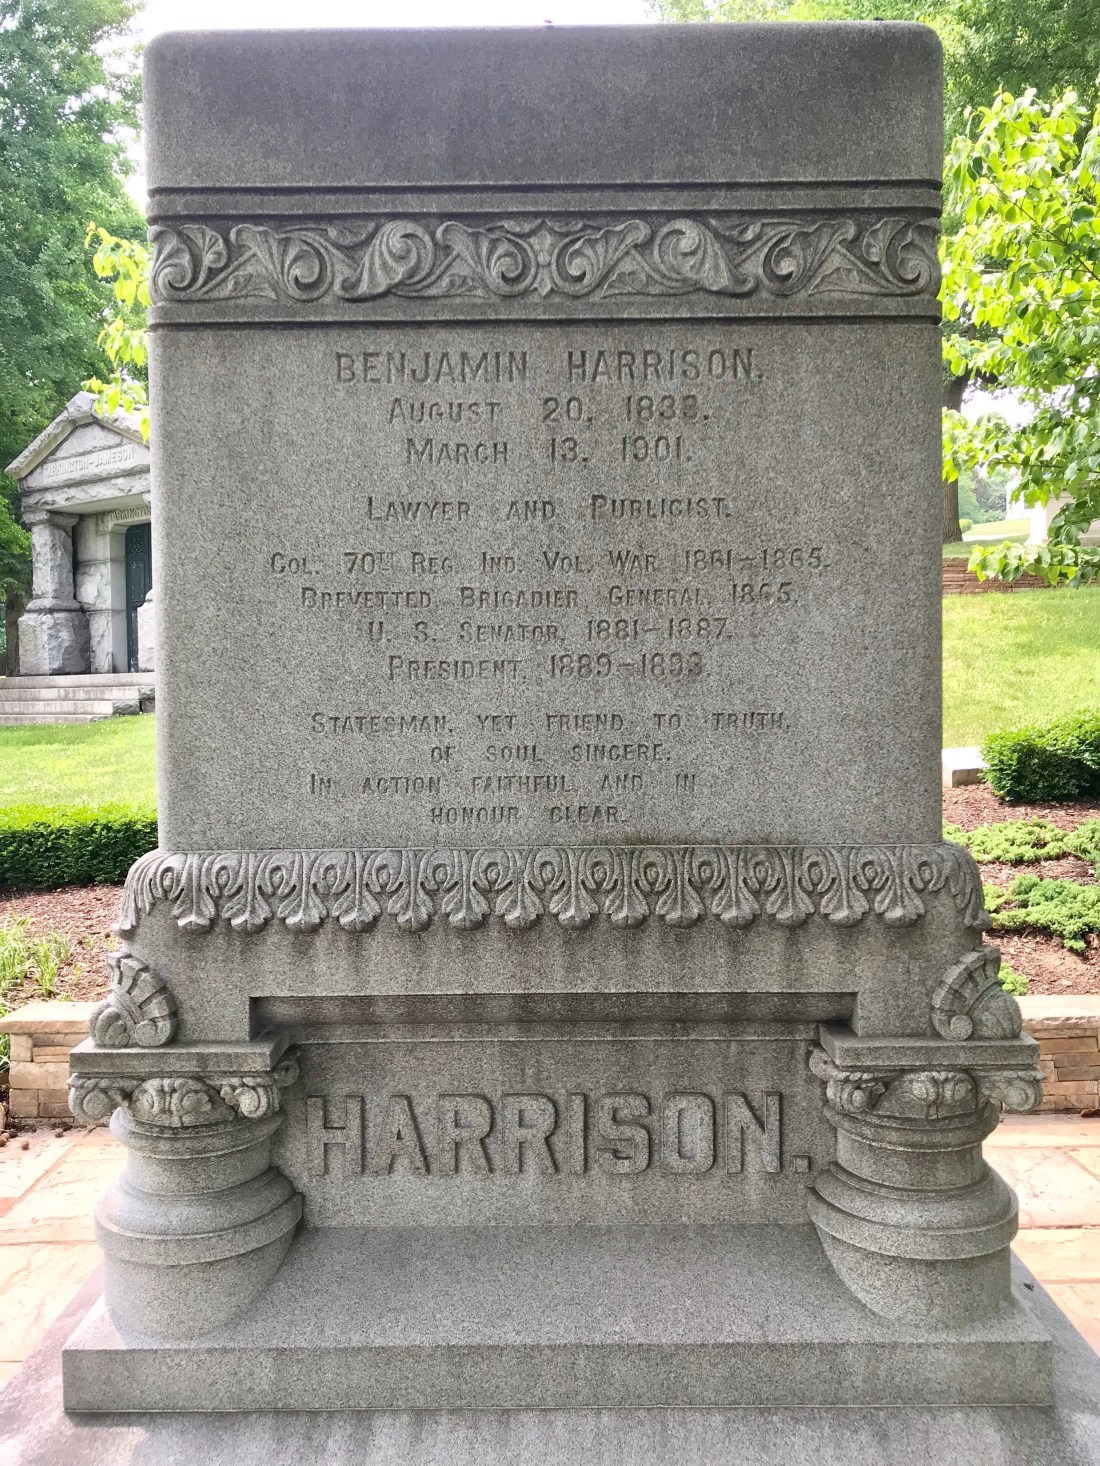 BENJAMIN HARRISON.
AUGUST 20, 1833.
MARCH 13, 1901.
LAWYER AND PUBLICIST.
COL. 70TH REG. IND. VOL. WAR 1861–1865.
BREVETTED BRIGADIER GENERAL, 1865.
U. S. SENATOR, 1881–1887.
PRESIDENT, 1889–1893.
STATESMAN, YET FRIEND TO TRUTH,
OF SOUL SINCERE.
IN ACTION FAITHFUL AND IN
HONOUR CLEAR.
HARRISON.
PARKINGTON–JAMESON